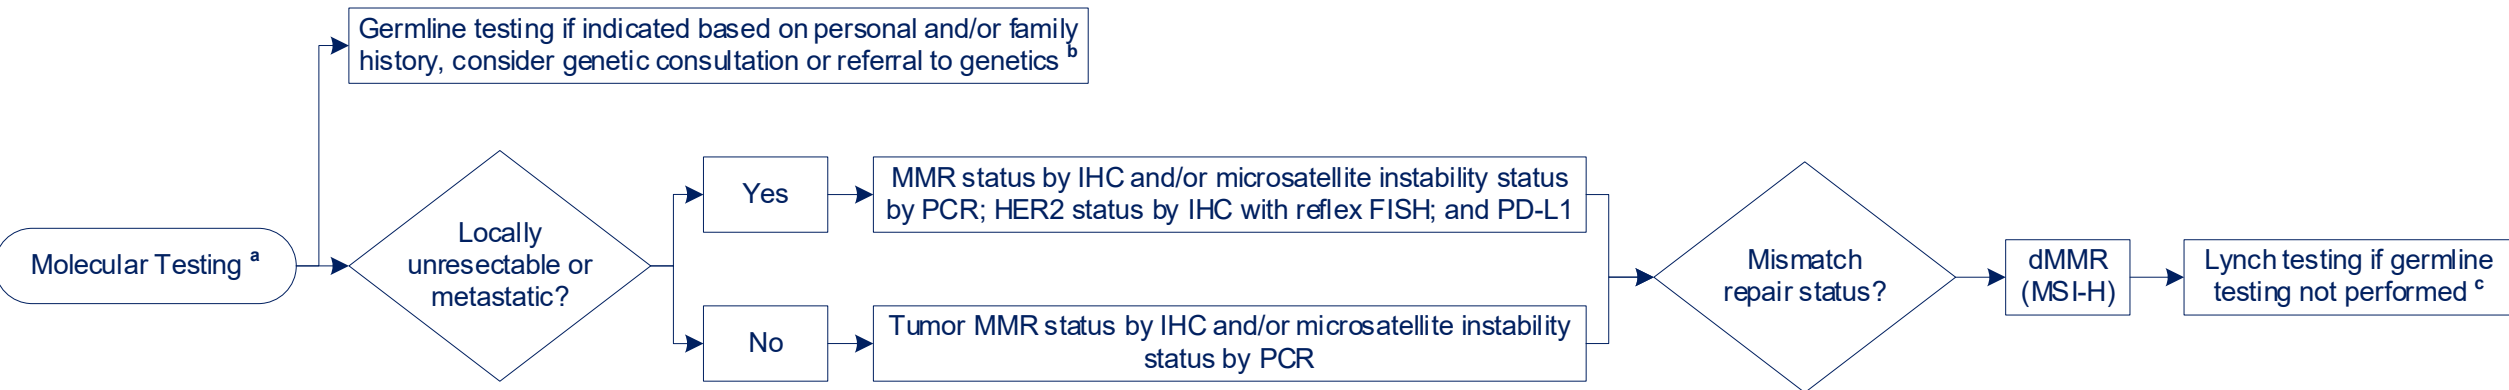 Germline testing if indicated based on personal and/or family
history, consider genetic consultation or referral to genetics b
Molecular Testing a
Locally
unresectable or
metastatic?
Yes
MMR status by IHC and/or microsatellite instability status
by PCR; HER2 status by IHC with reflex FISH; and PD-L1
No
Tumor MMR status by IHC and/or microsatellite instability
status by PCR
Mismatch
repair status?
dMMR
(MSI-H)
Lynch testing if germline
testing not performed c